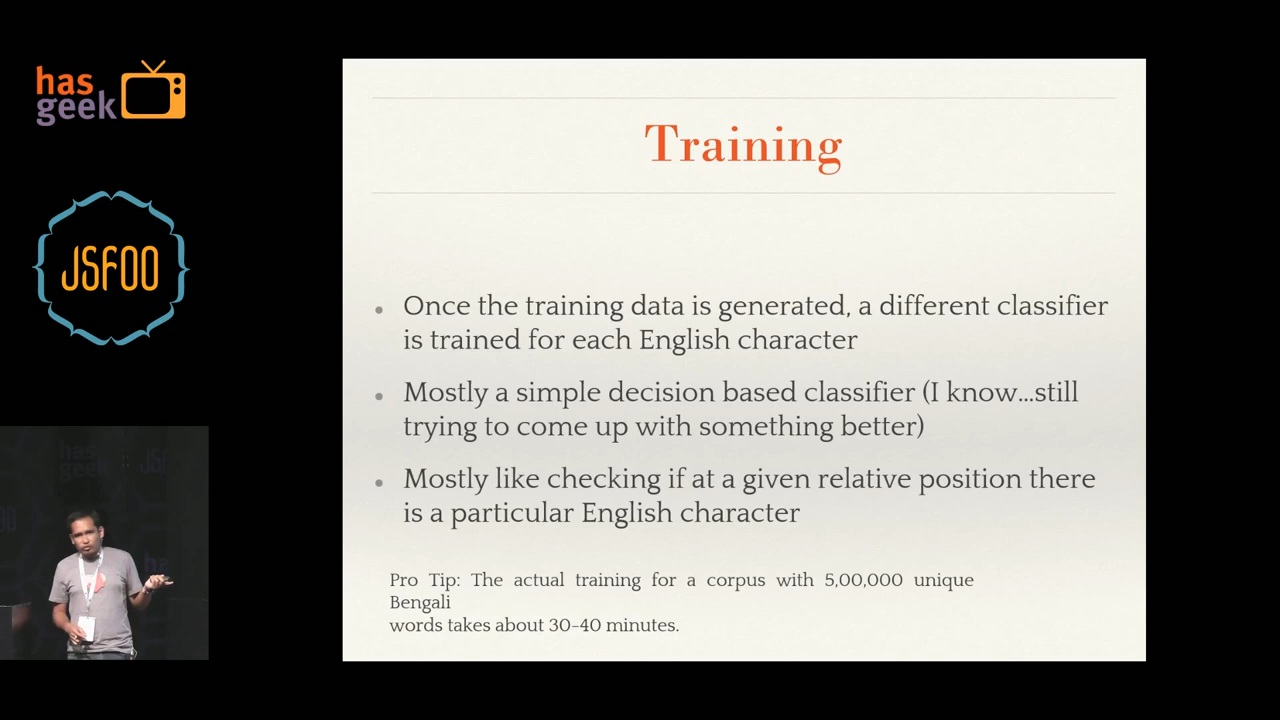 has
geek
JSFOO
Training
Once the training data is generated, a different classifier
is trained for each English character
Mostly a simple decision based classifier (I know...still
trying to come up with something better)
Mostly like checking if at a given relative position there
is a particular English character
Pro Tip: The actual training for a corpus with 5,00,000 unique
Bengali
words takes about 30-40 minutes.